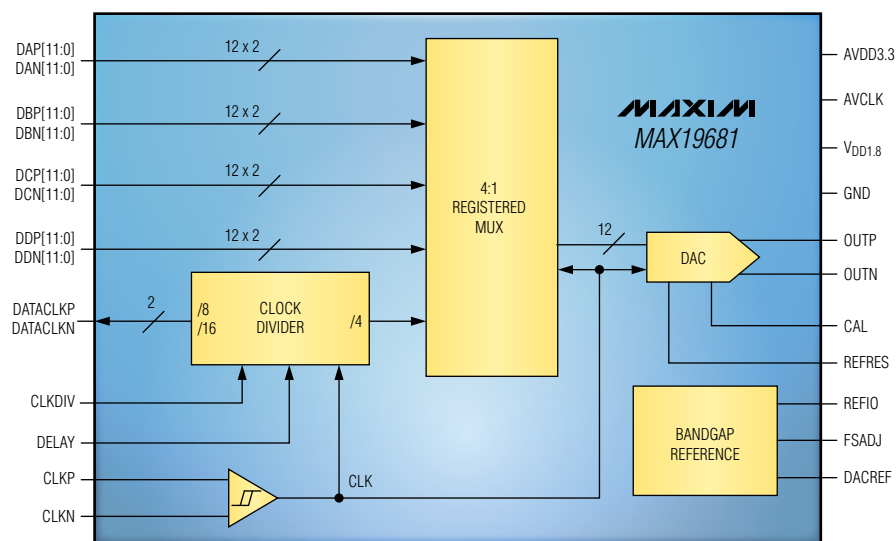 DAP[11:0]
DAN[11:0]
12 x 2
DBP[11:0]
DBN[11:0]
12 x 2
DCP[11:0]
DCN[11:0]
12 x 2
DDP[11:0]
DDN[11:0]
12 x 2
DATACLKP
DATACLKN
2
/8
/16
CLOCK
DIVIDER
/4
CLKDIV
DELAY
CLKP
CLKN
CLK
4:1
REGISTERED
MUX
MAXIM
MAX19681
12
DAC
BANDGAP
REFERENCE
AVDD3.3
AVCLK
VDD1.8
GND
OUTP
OUTN
CAL
REFRES
REFIO
FSADJ
DACREF